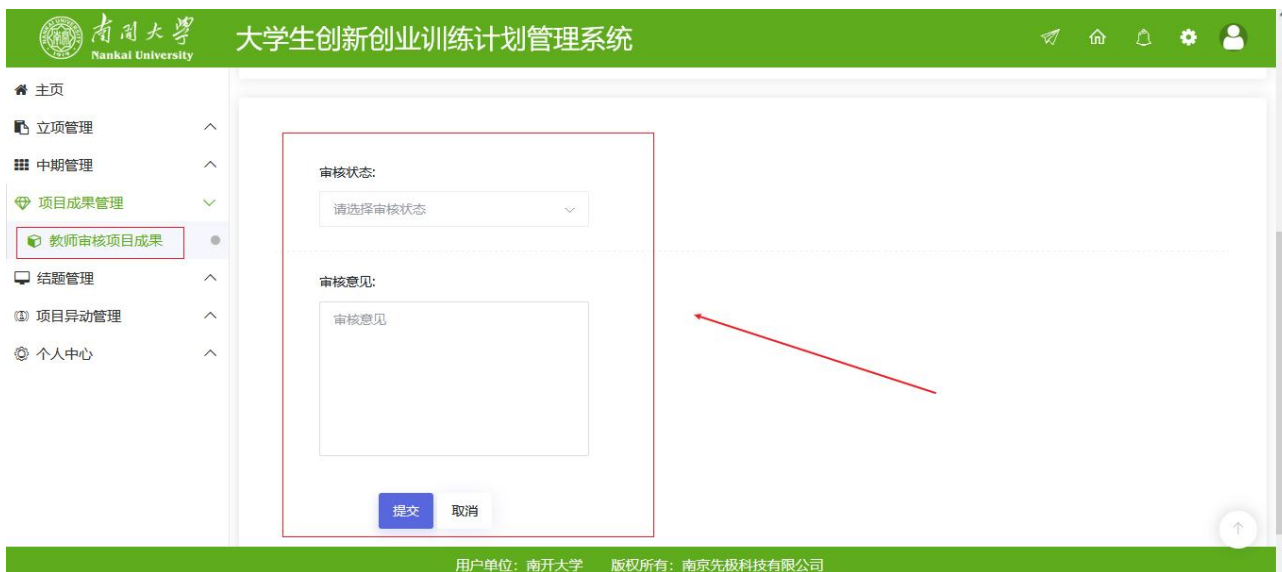 南开大学
Nankai University
大学生创新创业训练计划管理系统
主页
立项管理
中期管理
项目成果管理
教师审核项目成果
结题管理
项目异动管理
个人中心
审核状态:
请选择审核状态
审核意见:
审核意见
提交 取消
用户单位：南开大学 版权所有：南京先极科技有限公司